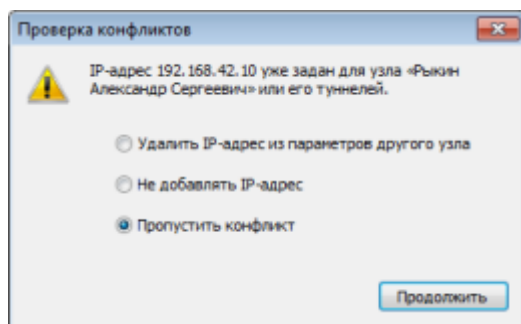 Проверка конфликтов
IP-адрес 192.168.42.10 уже задан для узла «Рыкин
Александр Сергеевич» или его туннелей.
Удалить IP-адрес из параметров другого узла
Не добавлять IP-адрес
Пропустить конфликт
Продолжить